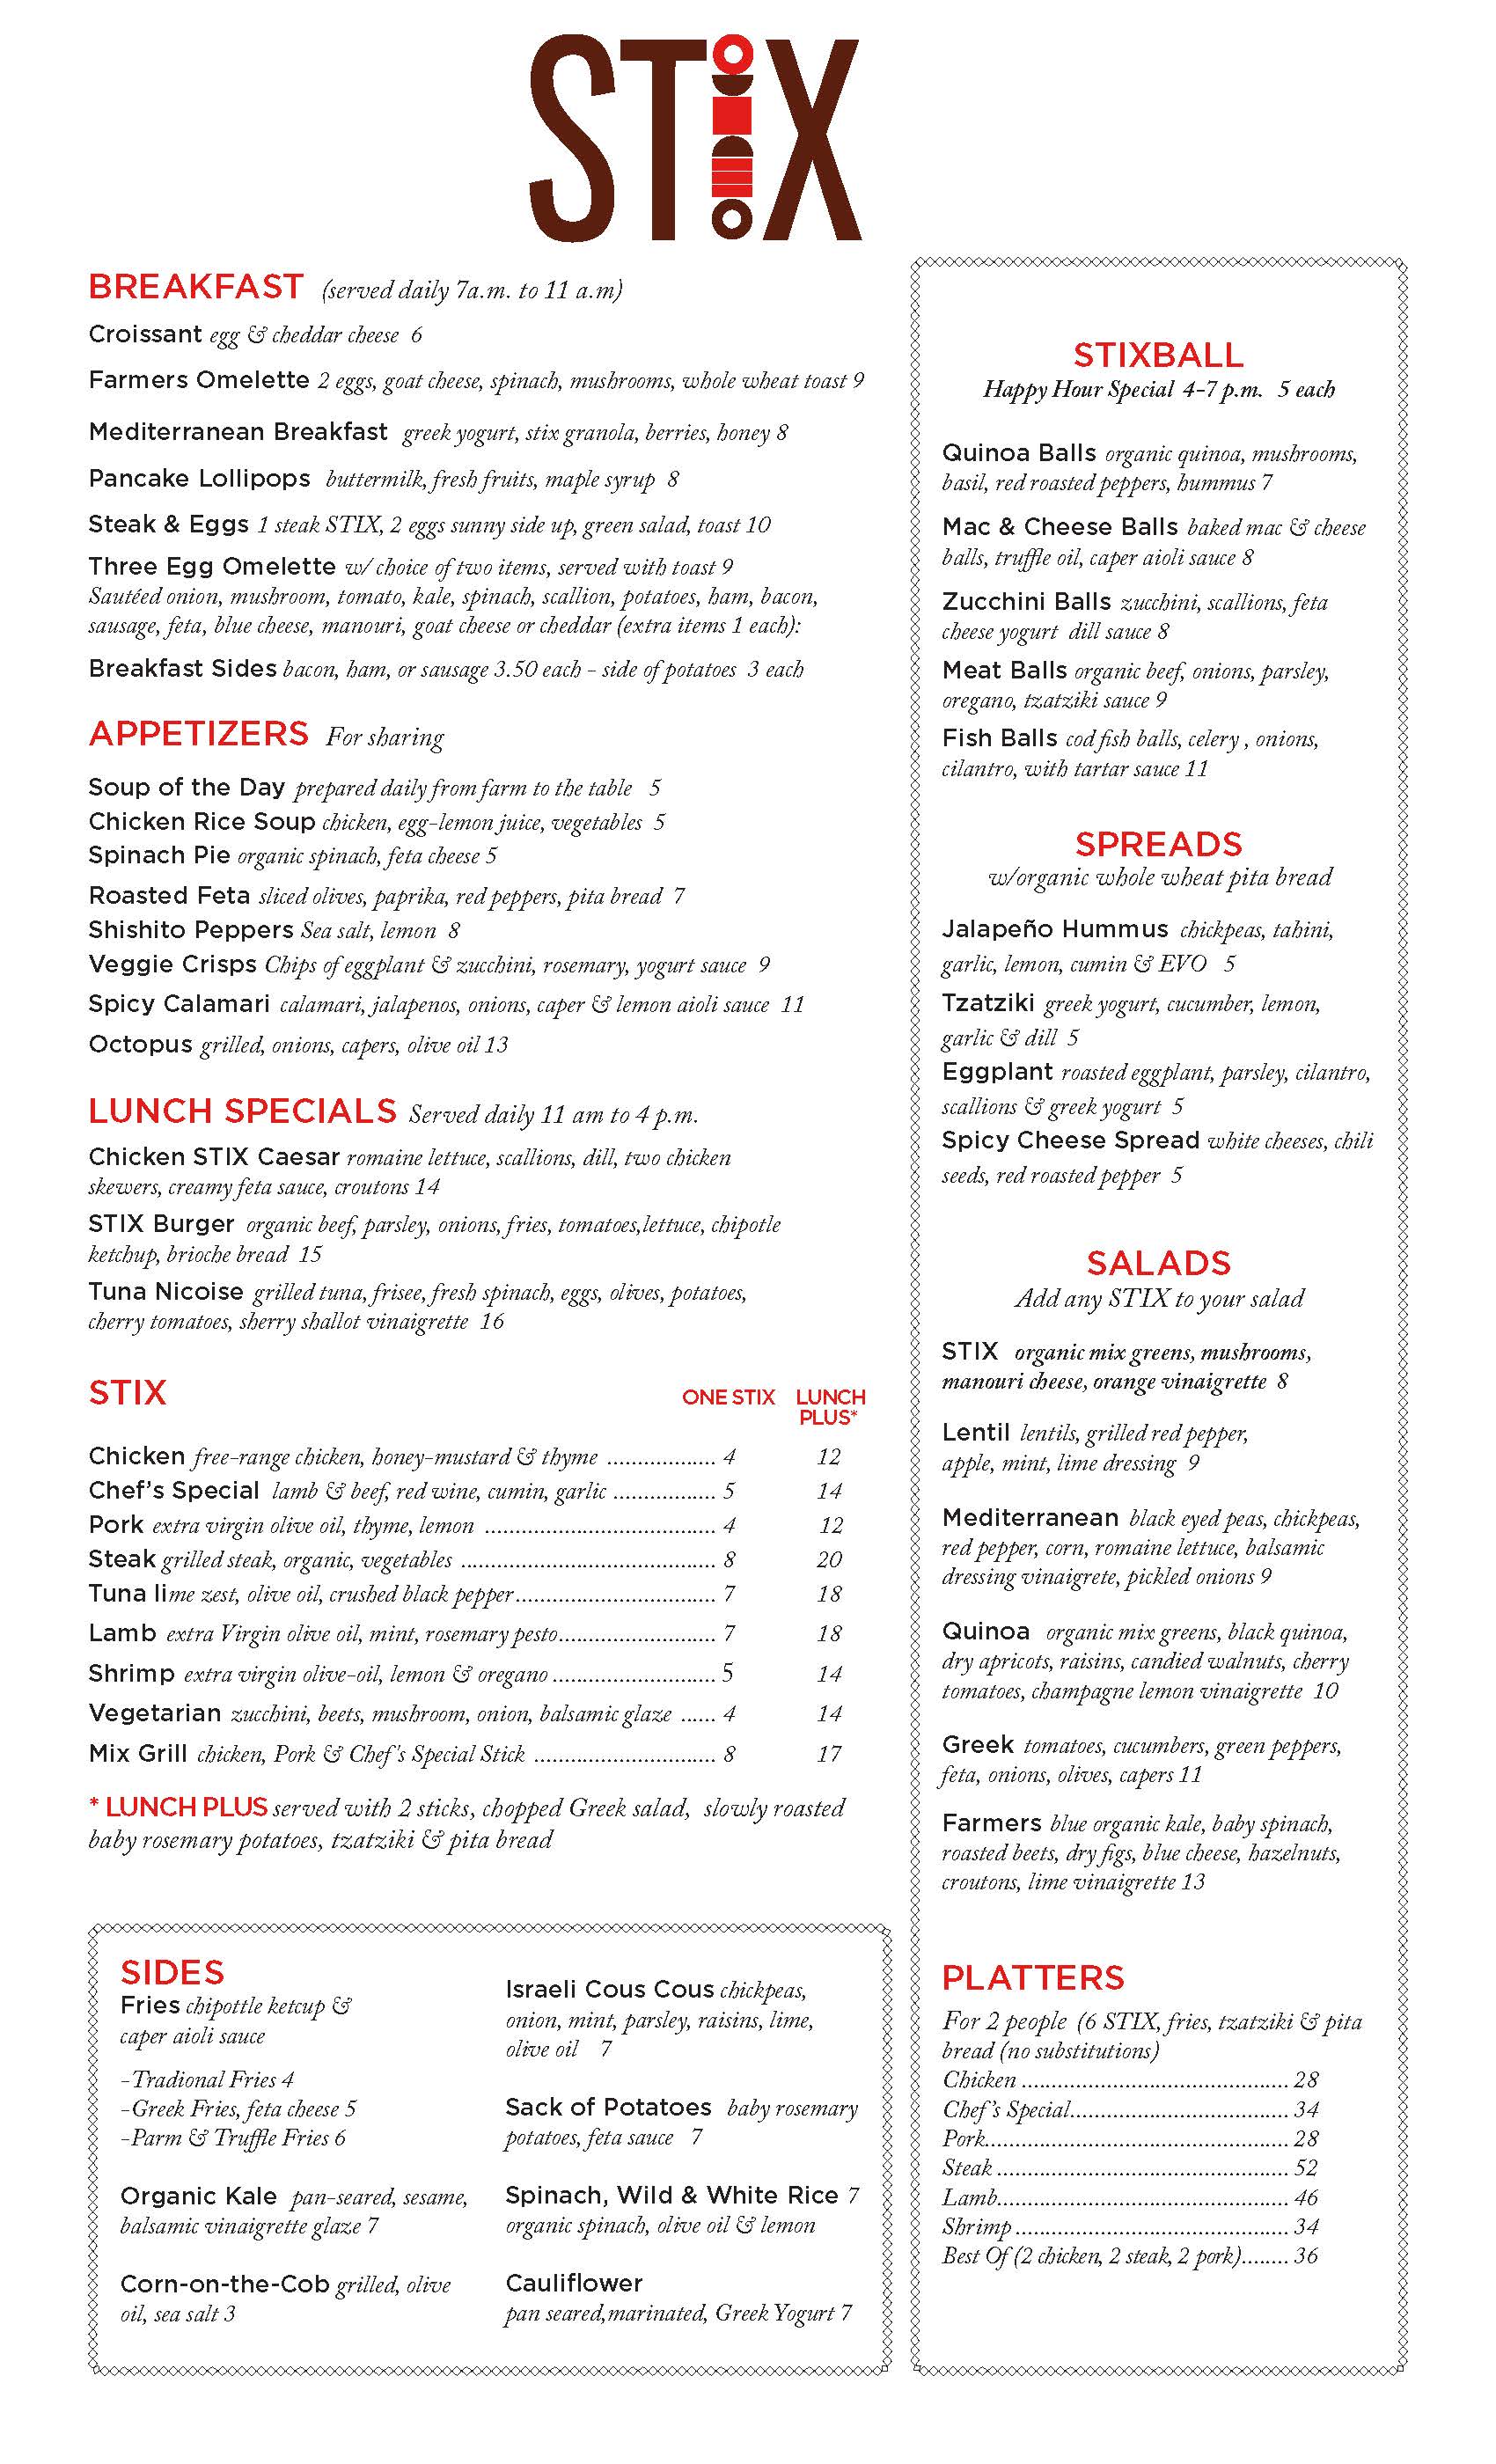 STIX
BREAKFAST (served daily 7a.m. to 11 a.m)
Croissant egg & cheddar cheese 6
Farmers Omelette 2 eggs, goat cheese, spinach, mushrooms, whole wheat toast 9
Mediterranean Breakfast greek yogurt, stix granola, berries, honey 8
Pancake Lollipops buttermilk, fresh fruits, maple syrup 8
Steak & Eggs 1 steak STIX, 2 eggs sunny side up, green salad, toast 10
Three Egg Omelette w/ choice of two items, served with toast 9
Sautéed onion, mushroom, tomato, kale, spinach, scallion, potatoes, ham, bacon,
sausage, feta, blue cheese, manouri, goat cheese or cheddar (extra items 1 each):
Breakfast Sides bacon, ham, or sausage 3.50 each - side of potatoes 3 each
APPETIZERS For sharing
Soup of the Day prepared daily from farm to the table 5
Chicken Rice Soup chicken, egg-lemon juice, vegetables 5
Spinach Pie organic spinach, feta cheese 5
Roasted Feta sliced olives, paprika, red peppers, pita bread 7
Shishito Peppers Sea salt, lemon 8
Veggie Crisps Chips of eggplant & zucchini, rosemary, yogurt sauce 9
Spicy Calamari calamari, jalapenos, onions, caper & lemon aioli sauce 11
Octopus grilled, onions, capers, olive oil 13
LUNCH SPECIALS Served daily 11 am to 4 p.m.
Chicken STIX Caesar romaine lettuce, scallions, dill, two chicken
skewers, creamy feta sauce, croutons 14
STIX Burger organic beef, parsley, onions, fries, tomatoes,lettuce, chipotle
ketchup, brioche bread 15
Tuna Nicoise grilled tuna, frisee, fresh spinach, eggs, olives, potatoes,
cherry tomatoes, sherry shallot vinaigrette 16
STIX ONE STIX LUNCH
PLUS*
Chicken free-range chicken, honey-mustard & thyme .................. 4 12
Chef's Special lamb & beef, red wine, cumin, garlic ................. 5 14
Pork extra virgin olive oil, thyme, lemon ...................................... 4 12
Steak grilled steak, organic, vegetables .......................................... 8 20
Tuna lime zest, olive oil, crushed black pepper................................. 7 18
Lamb extra Virgin olive oil, mint, rosemary pesto.......................... 7 18
Shrimp extra virgin olive-oil, lemon & oregano ........................... 5 14
Vegetarian zucchini, beets, mushroom, onion, balsamic glaze ...... 4 14
Mix Grill chicken, Pork & Chef's Special Stick .............................. 8 17
* LUNCH PLUS served with 2 sticks, chopped Greek salad, slowly roasted
baby rosemary potatoes, tzatziki & pita bread
SIDES
Fries chipottle ketcup &
caper aioli sauce
-Tradional Fries 4
-Greek Fries, feta cheese 5
-Parm & Truffle Fries 6
Organic Kale pan-seared, sesame,
balsamic vinaigrette glaze 7
Corn-on-the-Cob grilled, olive
oil, sea salt 3
Israeli Cous Cous chickpeas,
onion, mint, parsley, raisins, lime,
olive oil 7
Sack of Potatoes baby rosemary
potatoes, feta sauce 7
Spinach, Wild & White Rice 7
organic spinach, olive oil & lemon
Cauliflower
pan seared,marinated, Greek Yogurt 7
STIXBALL
Happy Hour Special 4-7 p.m. 5 each
Quinoa Balls organic quinoa, mushrooms,
basil, red roasted peppers, hummus 7
Mac & Cheese Balls baked mac & cheese
balls, truffle oil, caper aioli sauce 8
Zucchini Balls zucchini, scallions, feta
cheese yogurt dill sauce 8
Meat Balls organic beef, onions, parsley,
oregano, tzatziki sauce 9
Fish Balls cod fish balls, celery , onions,
cilantro, with tartar sauce 11
SPREADS
w/organic whole wheat pita bread
Jalapeño Hummus chickpeas, tahini,
garlic, lemon, cumin & EVO 5
Tzatziki greek yogurt, cucumber, lemon,
garlic & dill 5
Eggplant roasted eggplant, parsley, cilantro,
scallions & greek yogurt 5
Spicy Cheese Spread white cheeses, chili
seeds, red roasted pepper 5
SALADS
Add any STIX to your salad
STIX organic mix greens, mushrooms,
manouri cheese, orange vinaigrette 8
Lentil lentils, grilled red pepper,
apple, mint, lime dressing 9
Mediterranean black eyed peas, chickpeas,
red pepper, corn, romaine lettuce, balsamic
dressing vinaigrete, pickled onions 9
Quinoa organic mix greens, black quinoa,
dry apricots, raisins, candied walnuts, cherry
tomatoes, champagne lemon vinaigrette 10
Greek tomatoes, cucumbers, green peppers,
feta, onions, olives, capers 11
Farmers blue organic kale, baby spinach,
roasted beets, dry figs, blue cheese, hazelnuts,
croutons, lime vinaigrette 13
PLATTERS
For 2 people (6 STIX, fries, tzatziki & pita
bread (no substitutions)
Chicken ............................................ 28
Chef's Special.................................... 34
Pork.................................................. 28
Steak ................................................ 52
Lamb................................................ 46
Shrimp ............................................. 34
Best Of (2 chicken, 2 steak, 2 pork)........ 36